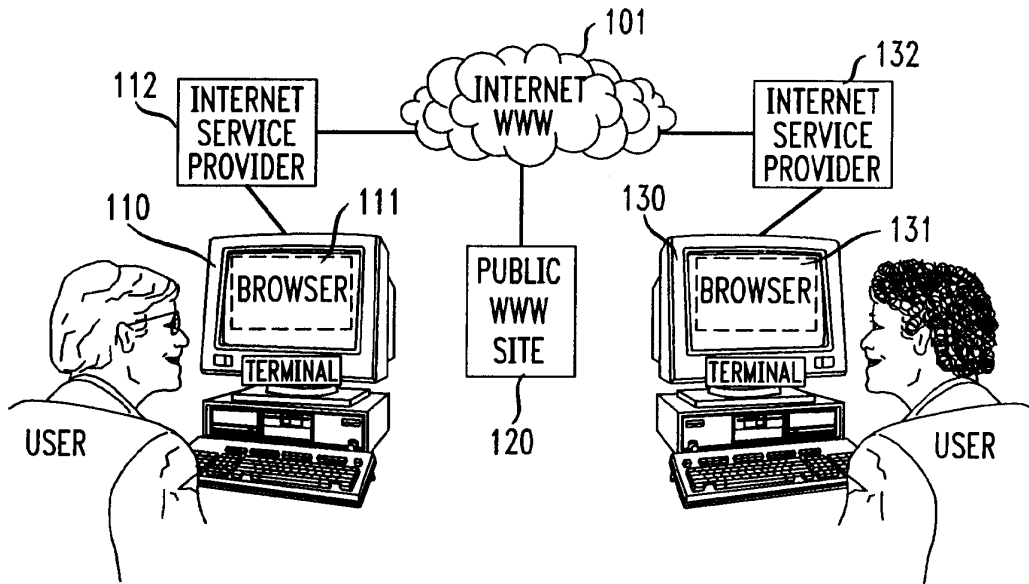 101
132
112
INTERNET
SERVICE
PROVIDER
INTERNET
WWW
INTERNET
SERVICE
PROVIDER
110
111
130
131
BROWSER
PUBLIC
WWW
SITE
BROWSER
TERMINAL
TERMINAL
USER
120
USER